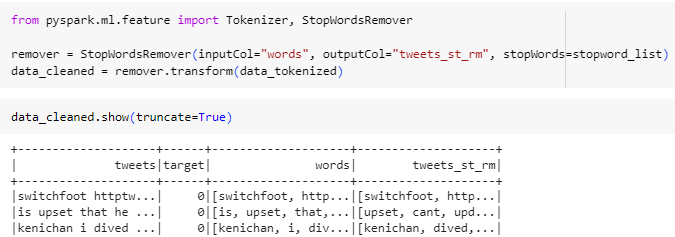 from pyspark.ml.feature import Tokenizer, StopWordsRemover
remover = StopWordsRemover(inputCol="words", outputCol="tweets_st_rm", stopWords=stopword_list)
data_cleaned = remover.transform(data_tokenized)
data_cleaned.show(truncate=True)
+--------------------+------+--------------------+--------------------+
|              tweets|target|               words|        tweets_st_rm|
+--------------------+------+--------------------+--------------------+
|switchfoot httptw...|     0|[switchfoot, http...|[switchfoot, http...|
|is upset that he ...|     0|[is, upset, that,...|[upset, cant, upd...|
|kenichan i dived ...|     0|[kenichan, i, div...|[kenichan, dived,...|